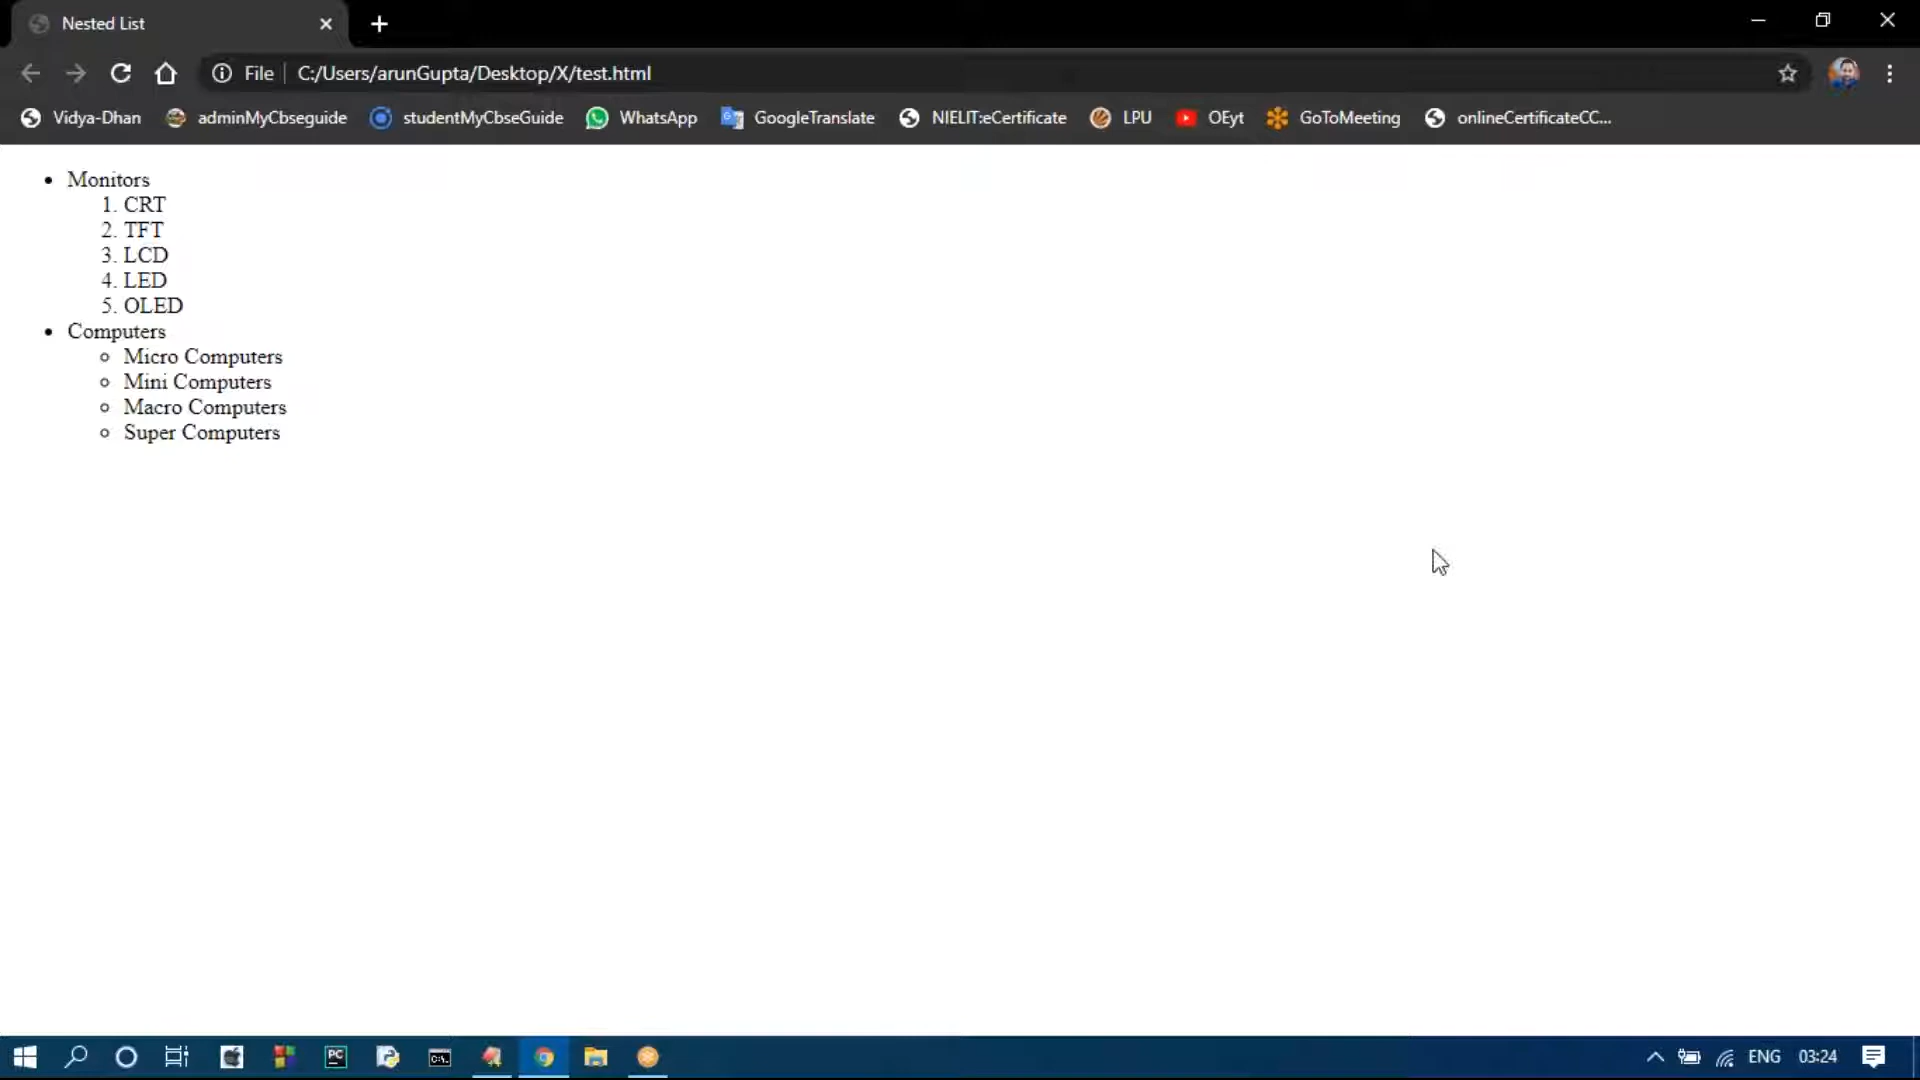 Nested List
File C:/Users/arunGupta/Desktop/X/test.html
Vidya-Dhan adminMyCbseguide studentMyCbseGuide WhatsApp GoogleTranslate NIELIT:eCertificate LPU OEyt GoToMeeting onlineCertificateCC...
• Monitors
1. CRT
2. TFT
3. LCD
4. LED
5. OLED
• Computers
◦ Micro Computers
◦ Mini Computers
◦ Macro Computers
◦ Super Computers
PC C:\. ENG 03:24